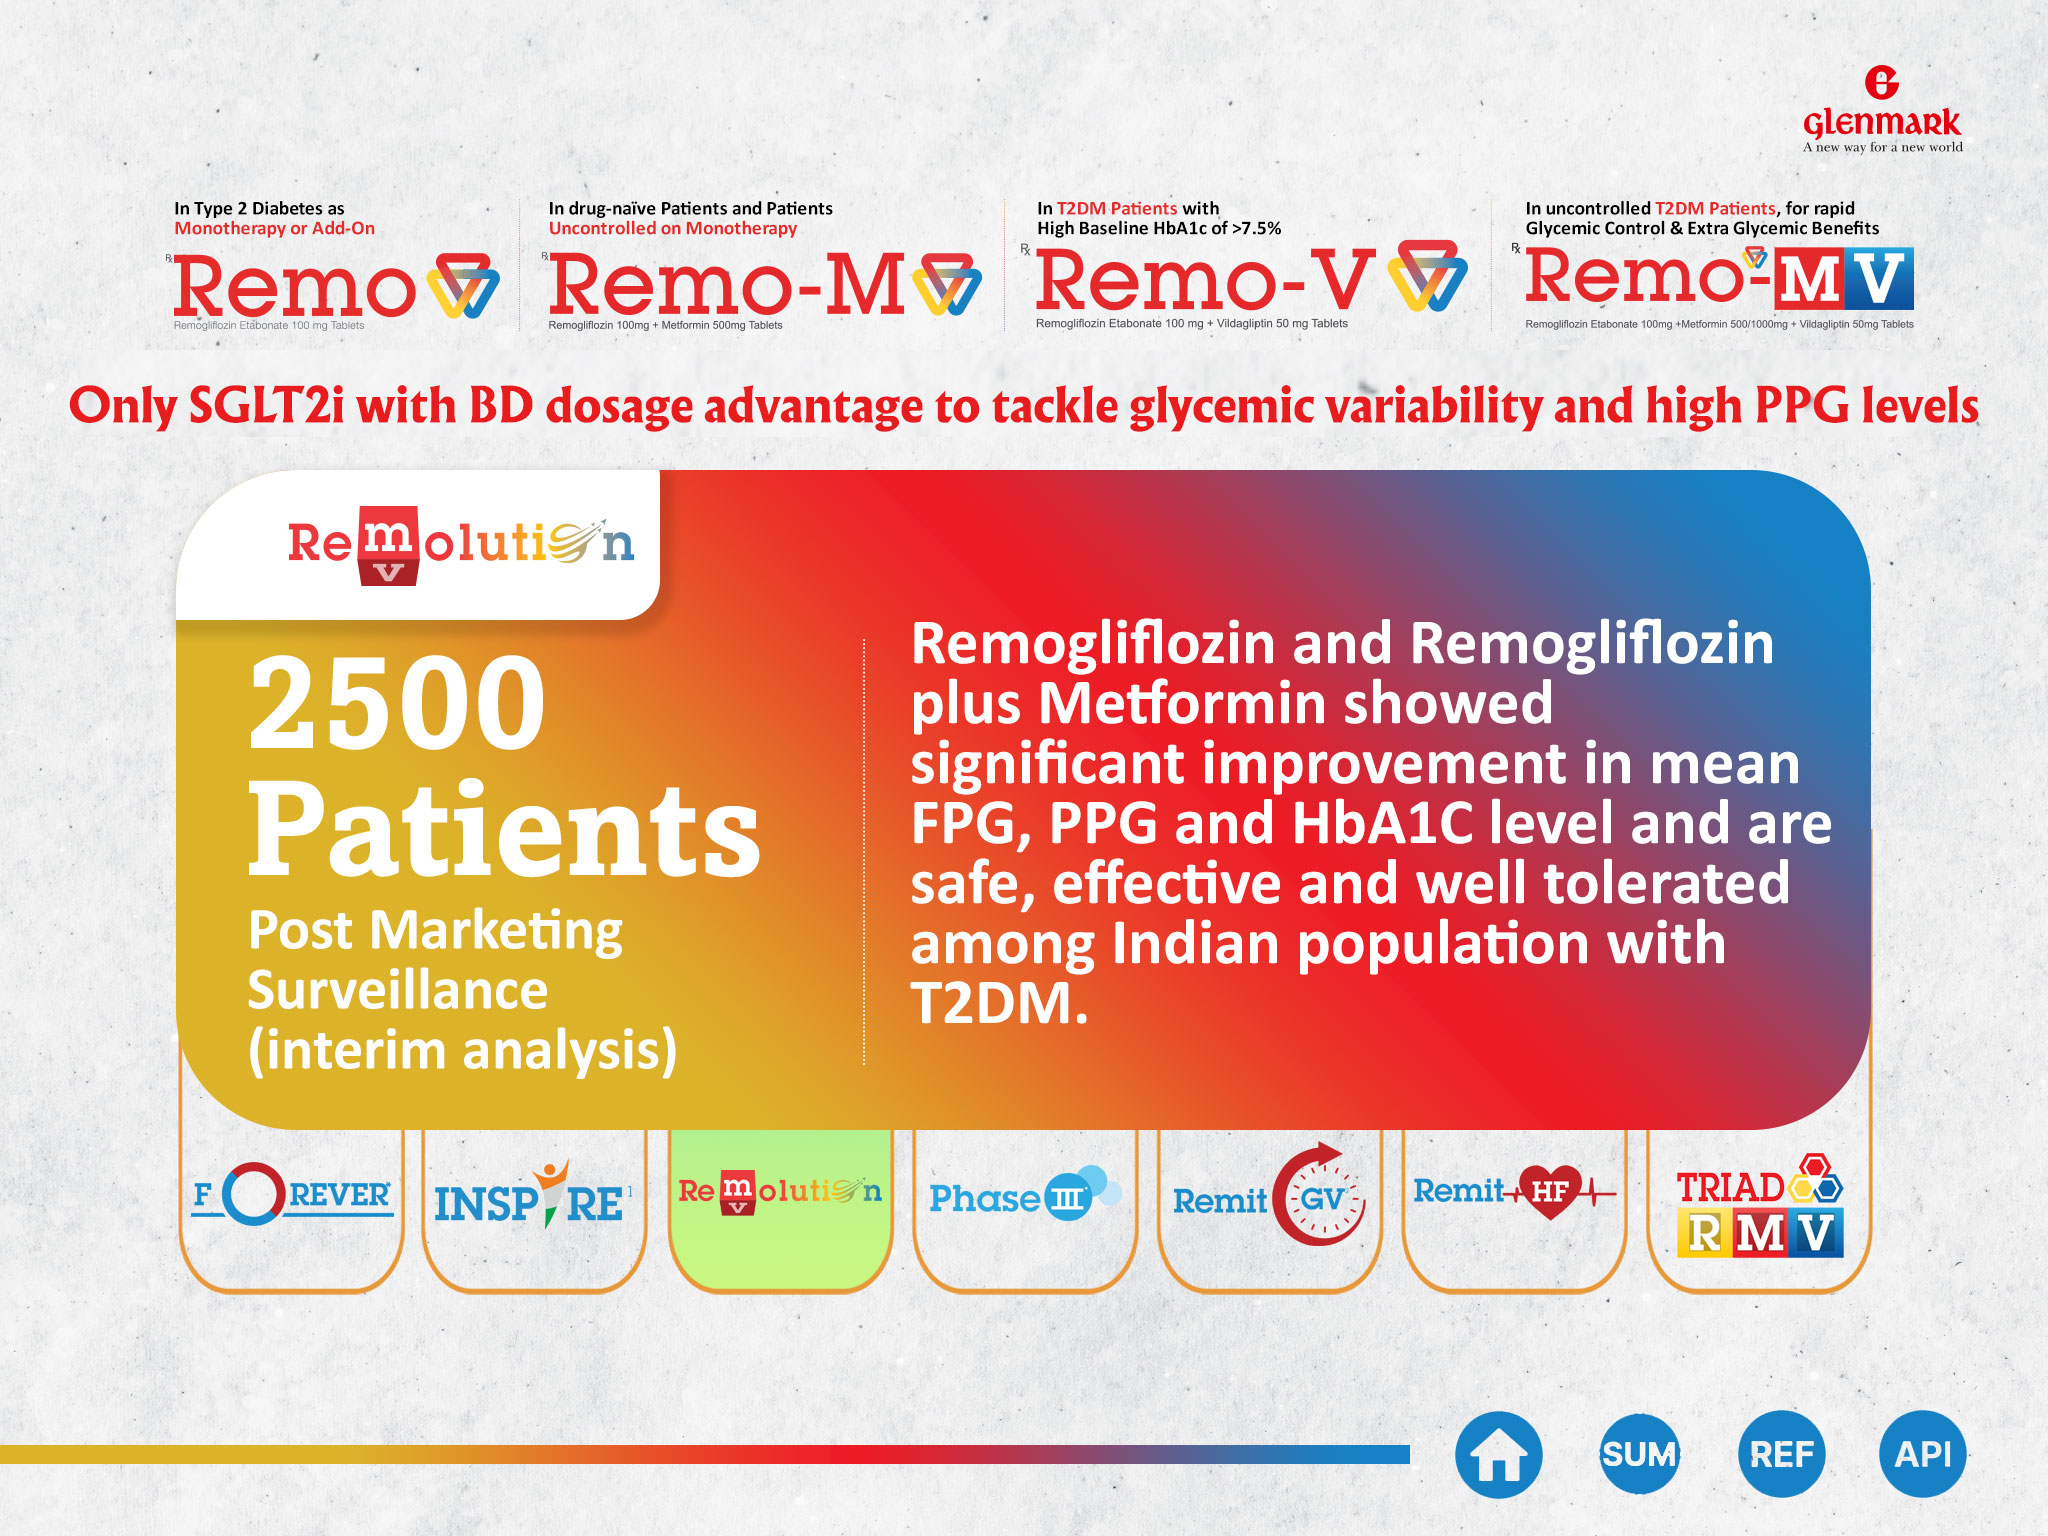 Glenmark
A new way for a new world
In Type 2 Diabetes as
Monotherapy or Add-On
Rx Remo
Remogliflozin Etabonate 100 mg Tablets
In drug-naïve Patients and Patients
Uncontrolled on Monotherapy
Rx Remo-M
Remogliflozin 100mg + Metformin 500mg Tablets
In T2DM Patients with
High Baseline HbA1c of >7.5%
Rx Remo-V
Remogliflozin Etabonate 100 mg + Vildagliptin 50 mg Tablets
In uncontrolled T2DM Patients, for rapid
Glycemic Control & Extra Glycemic Benefits
Rx Remo-MV
Remogliflozin Etabonate 100mg +Metformin 500/1000mg + Vildagliptin 50mg Tablets
Only SGLT2i with BD dosage advantage to tackle glycemic variability and high PPG levels
Remolution
v
2500
Patients
Post Marketing
Surveillance
(interim analysis)
Remogliflozin and Remogliflozin
plus Metformin showed
significant improvement in mean
FPG, PPG and HbA1C level and are
safe, effective and well tolerated
among Indian population with
T2DM.
FOREVER
INSPIRE
Remolution
v
Phase III
Remit GV
Remit HF
TRIAD
RMV
SUM
REF
API